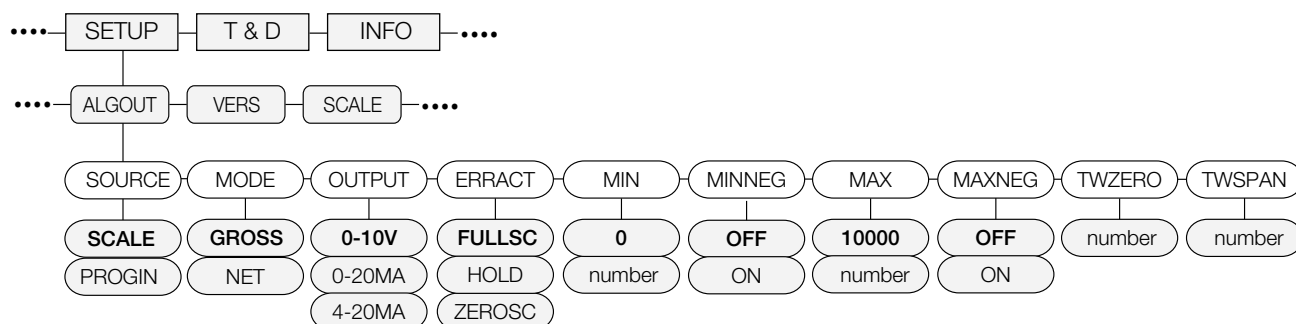 SETUP T & D INFO
ALGOUT VERS SCALE
SOURCE MODE OUTPUT ERRACT MIN MINNEG MAX MAXNEG TWZERO TWSPAN
SCALE GROSS 0-10V FULLSC 0 OFF 10000 OFF number number
PROGIN NET 0-20MA HOLD number ON number ON
4-20MA ZEROSC